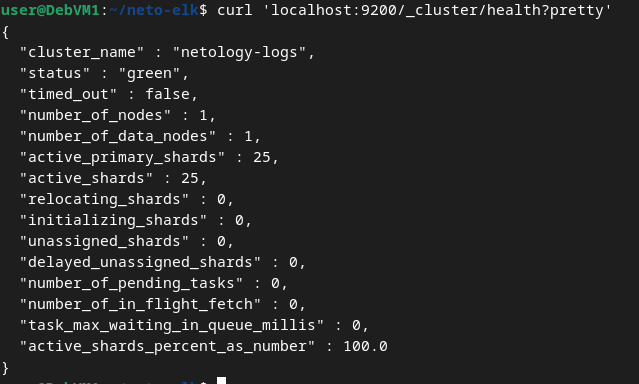 user@DebVM1:~/neto-elk$ curl 'localhost:9200/_cluster/health?pretty'
{
  "cluster_name" : "netology-logs",
  "status" : "green",
  "timed_out" : false,
  "number_of_nodes" : 1,
  "number_of_data_nodes" : 1,
  "active_primary_shards" : 25,
  "active_shards" : 25,
  "relocating_shards" : 0,
  "initializing_shards" : 0,
  "unassigned_shards" : 0,
  "delayed_unassigned_shards" : 0,
  "number_of_pending_tasks" : 0,
  "number_of_in_flight_fetch" : 0,
  "task_max_waiting_in_queue_millis" : 0,
  "active_shards_percent_as_number" : 100.0
}